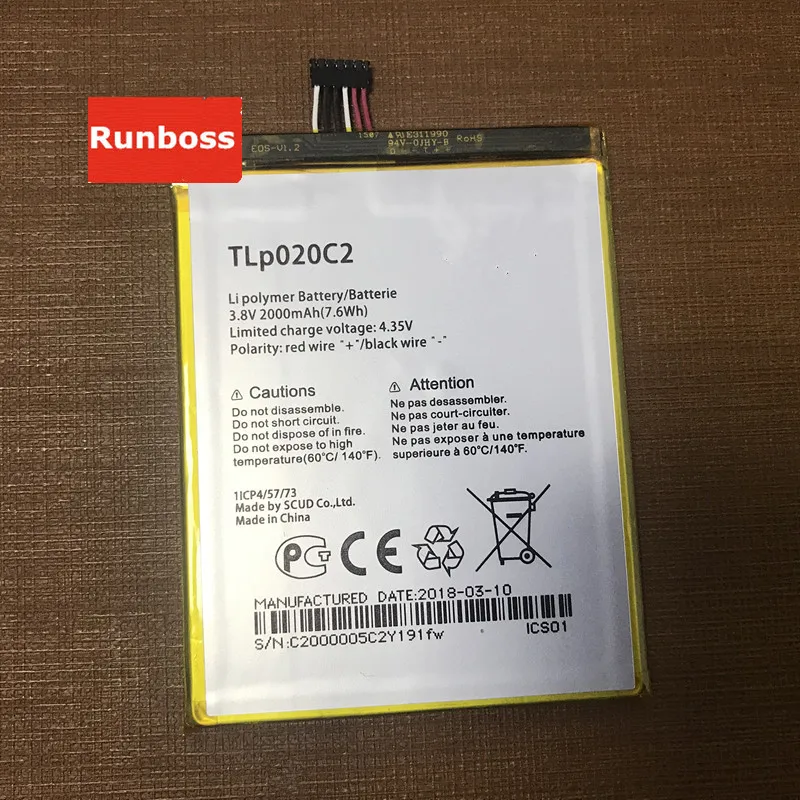 Runboss
1507 E311990
EOS-V1.2 94V-0JHY-B RoHS
TLp020C2
Li polymer Battery/Batterie
3.8V 2000mAh(7.6Wh)
Limited charge voltage: 4.35V
Polarity: red wire "+"/black wire "-"
Cautions
Do not disassemble.
Do not short circuit.
Do not dispose of in fire.
Do not expose to high
temperature(60℃/ 140℉).
Attention
Ne pas desassembler.
Ne pas court-circuiter.
Ne pas jeter au feu.
Ne pas exposer à une temperature
superieure à 60℃/140℉.
1ICP4/57/73
Made by SCUD Co.,Ltd.
Made in China
CE
MANUFACTURED DATE:2018-03-10
S/N:C2000005C2Y191fw ICS01